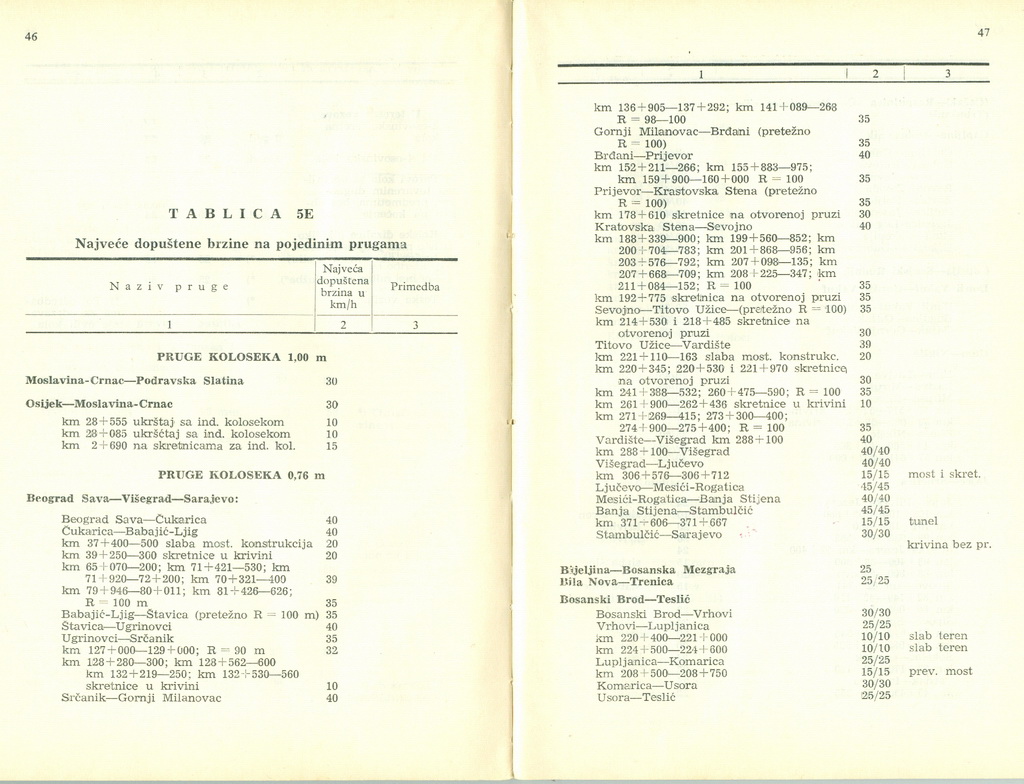 46
T A B L I C A 5E
Najveće dopuštene brzine na pojedinim prugama
Naziv pruge | Najveća dopuštena brzina u km/h | Primedba
1 | 2 | 3
PRUGE KOLOSEKA 1,00 m
Moslavina-Crnac—Podravska Slatina 30
Osijek—Moslavina-Crnac 30
km 28+555 ukrštaj sa ind. kolosekom 10
km 28+085 ukršćtaj sa ind. kolosekom 10
km 2+690 na skretnicama za ind. kol. 15
PRUGE KOLOSEKA 0,76 m
Beograd Sava—Višegrad—Sarajevo:
Beograd Sava—Čukarica 40
Čukarica—Babajić-Ljig 40
km 37+400—500 slaba most. konstrukcija 20
km 39+250—300 skretnice u krivini 20
km 65+070—200; km 71+421—530; km
71+920—72+200; km 70+321—400 39
km 79+946—80+011; km 81+426—626;
R = 100 m 35
Babajić-Ljig—Štavica (pretežno R = 100 m) 35
Štavica—Ugrinovci 40
Ugrinovci—Srčanik 35
km 127+000—129+000; R = 90 m 32
km 128+280—300; km 128+562—600
km 132+219—250; km 132+530—560
skretnice u krivini 10
Srčanik—Gornji Milanovac 40
47
1 | 2 | 3
km 136+905—137+292; km 141+089—268
R = 98—100 35
Gornji Milanovac—Brđani (pretežno
R = 100) 35
Brđani—Prijevor 40
km 152+211—266; km 155+883—975;
km 159+900—160+000 R = 100 35
Prijevor—Krastovska Stena (pretežno
R = 100) 35
km 178+610 skretnice na otvorenoj pruzi 30
Kratovska Stena—Sevojno 40
km 188+339—900; km 199+560—852; km
200+704—783; km 201+868—956; km
203+576—792; km 207+098—135; km
207+668—709; km 208+225—347; km
211+084—152; R = 100 35
km 192+775 skretnica na otvorenoj pruzi 35
Sevojno—Titovo Užice—(pretežno R = 100) 35
km 214+530 i 218+485 skretnice na
otvorenoj pruzi 30
Titovo Užice—Vardište 39
km 221+110—163 slaba most. konstrukc. 20
km 220+345; 220+530 i 221+970 skretnice,
na otvorenoj pruzi 30
km 241+388—532; 260+475—590; R = 100 35
km 261+900—262+436 skretnice u krivini 10
km 271+269—415; 273+300—400;
274+900—275+400; R = 100 35
Vardište—Višegrad km 288+100 40
km 288+100—Višegrad 40/40
Višegrad—Ljučevo 40/40
km 306+576—306+712 15/15 most i skret.
Ljučevo—Mesići-Rogatica 45/45
Mesići-Rogatica—Banja Stijena 40/40
Banja Stijena—Stambulčić 45/45
km 371+606—371+667 15/15 tunel
Stambulčić—Sarajevo 30/30
krivina bez pr.
Bijeljina—Bosanska Mezgraja 25
Bila Nova—Trenica 25/25
Bosanski Brod—Teslić
Bosanski Brod—Vrhovi 30/30
Vrhovi—Lupljanica 25/25
km 220+400—221+000 10/10 slab teren
km 224+500—224+600 10/10 slab teren
Lupljanica—Komarica 25/25
km 208+500—208+750 15/15 prev. most
Komarica—Usora 30/30
Usora—Teslić 25/25